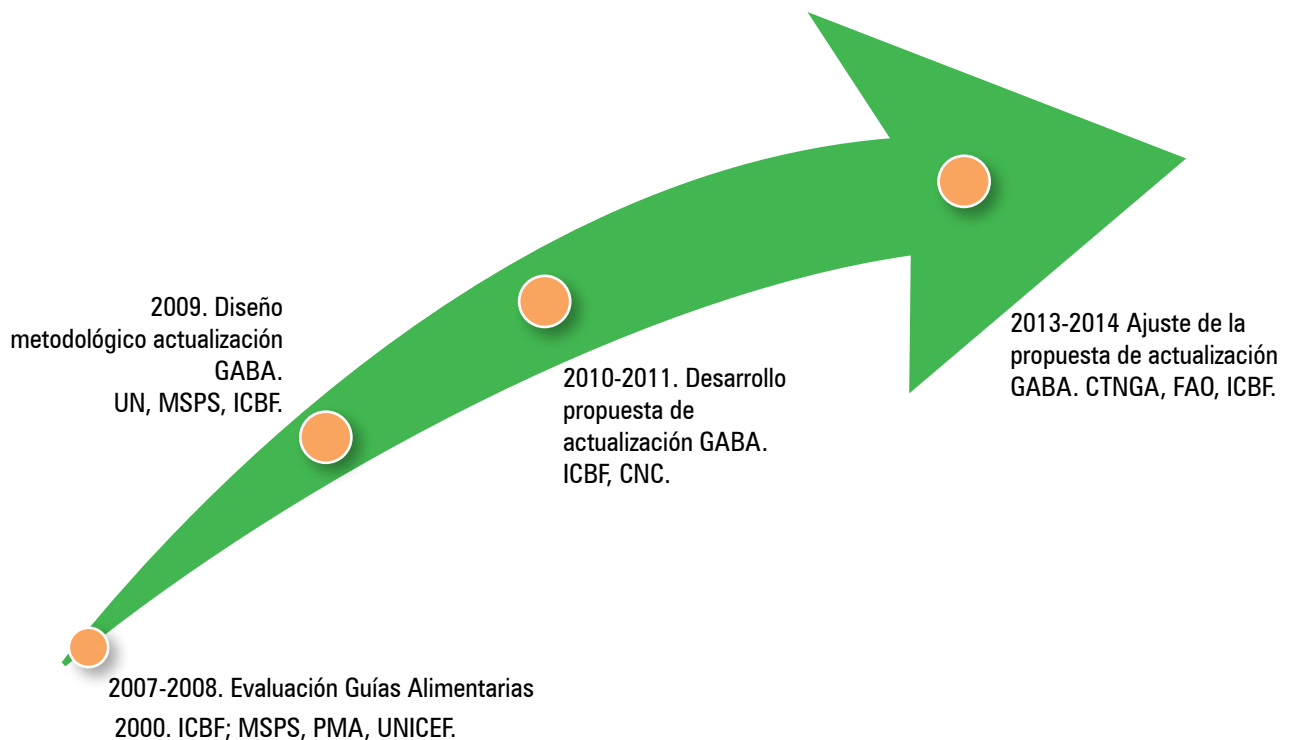 2009. Diseño
metodológico actualización
GABA.
UN, MSPS, ICBF.
2010-2011. Desarrollo
propuesta de
actualización GABA.
ICBF, CNC.
2013-2014 Ajuste de la
propuesta de actualización
GABA. CTNGA, FAO, ICBF.
2007-2008. Evaluación Guías Alimentarias
2000. ICBF; MSPS, PMA, UNICEF.